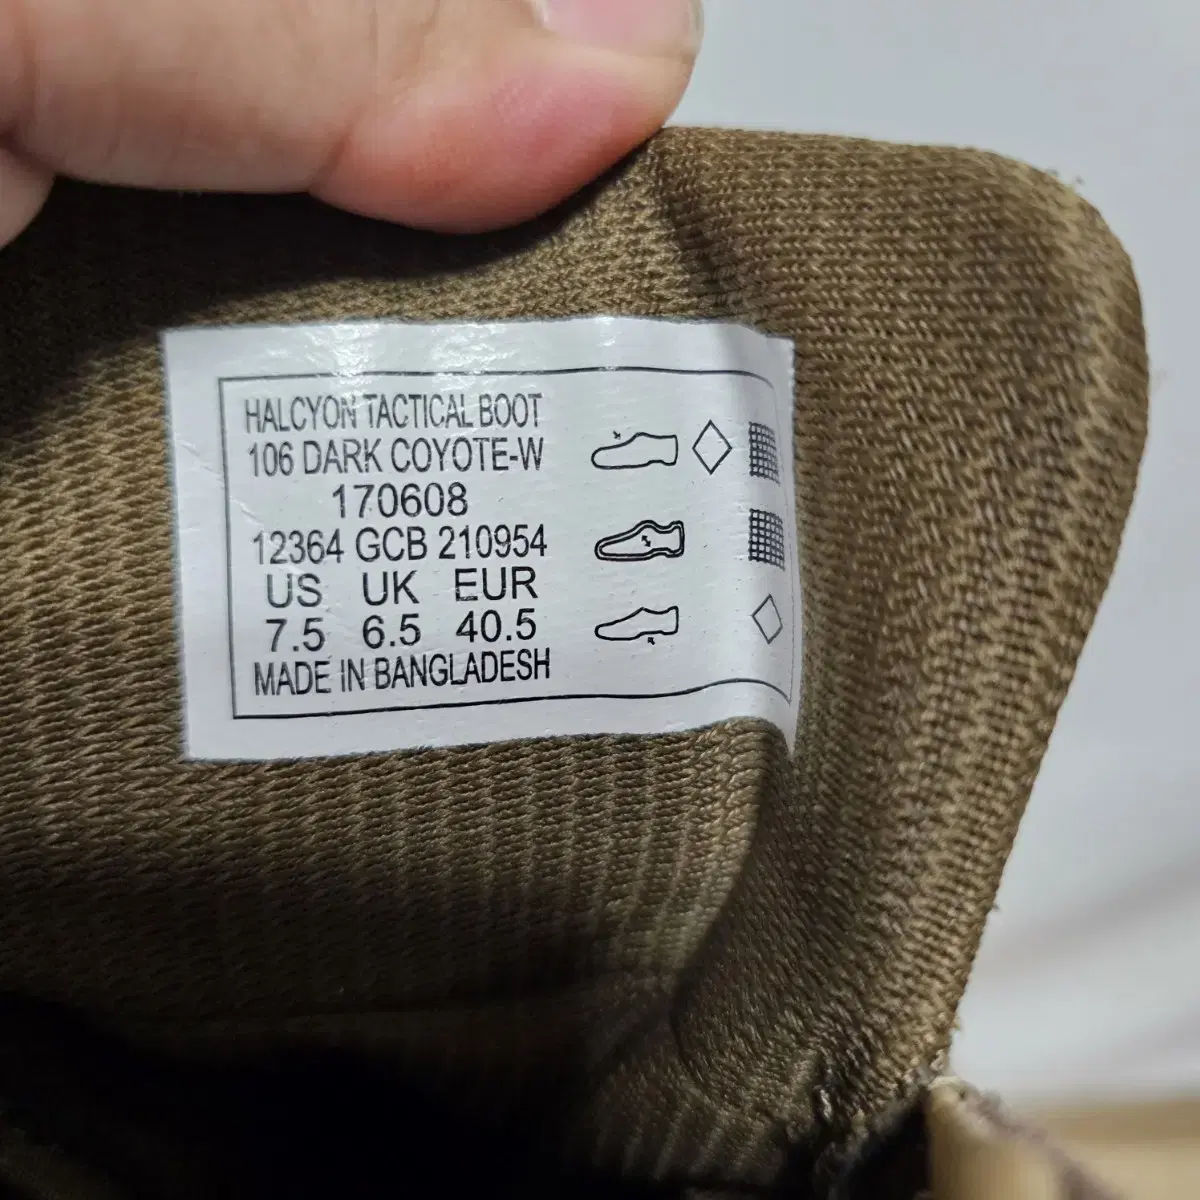 HALCYON TACTICAL BOOT
106 DARK COYOTE-W
170608
12364 GCB 210954
US UK EUR
7.5 6.5 40.5
MADE IN BANGLADESH